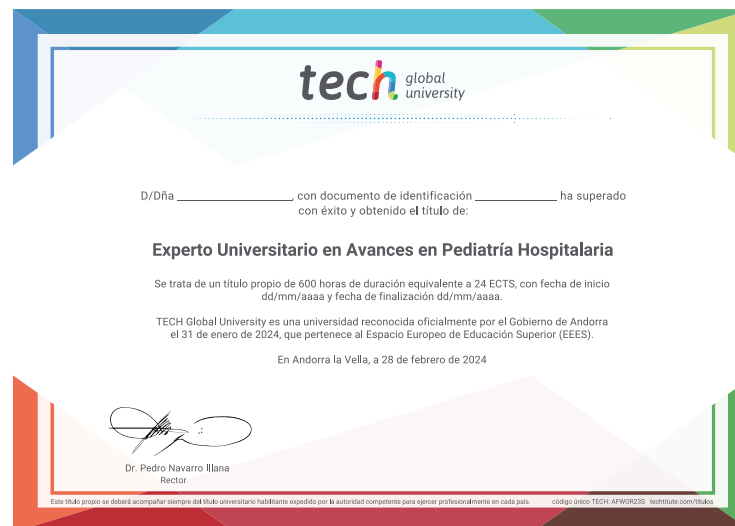 tech global university
D/Dña ____________________, con documento de identificación ______________ ha superado
con éxito y obtenido el título de:
Experto Universitario en Avances en Pediatría Hospitalaria
Se trata de un título propio de 600 horas de duración equivalente a 24 ECTS, con fecha de inicio
dd/mm/aaaa y fecha de finalización dd/mm/aaaa.
TECH Global University es una universidad reconocida oficialmente por el Gobierno de Andorra
el 31 de enero de 2024, que pertenece al Espacio Europeo de Educación Superior (EEES).
En Andorra la Vella, a 28 de febrero de 2024
Dr. Pedro Navarro Illana
Rector
Este título propio se deberá acompañar siempre del título universitario habilitante expedido por la autoridad competente para ejercer profesionalmente en cada país. código único TECH: AFWOR23S techtitute.com/titulos